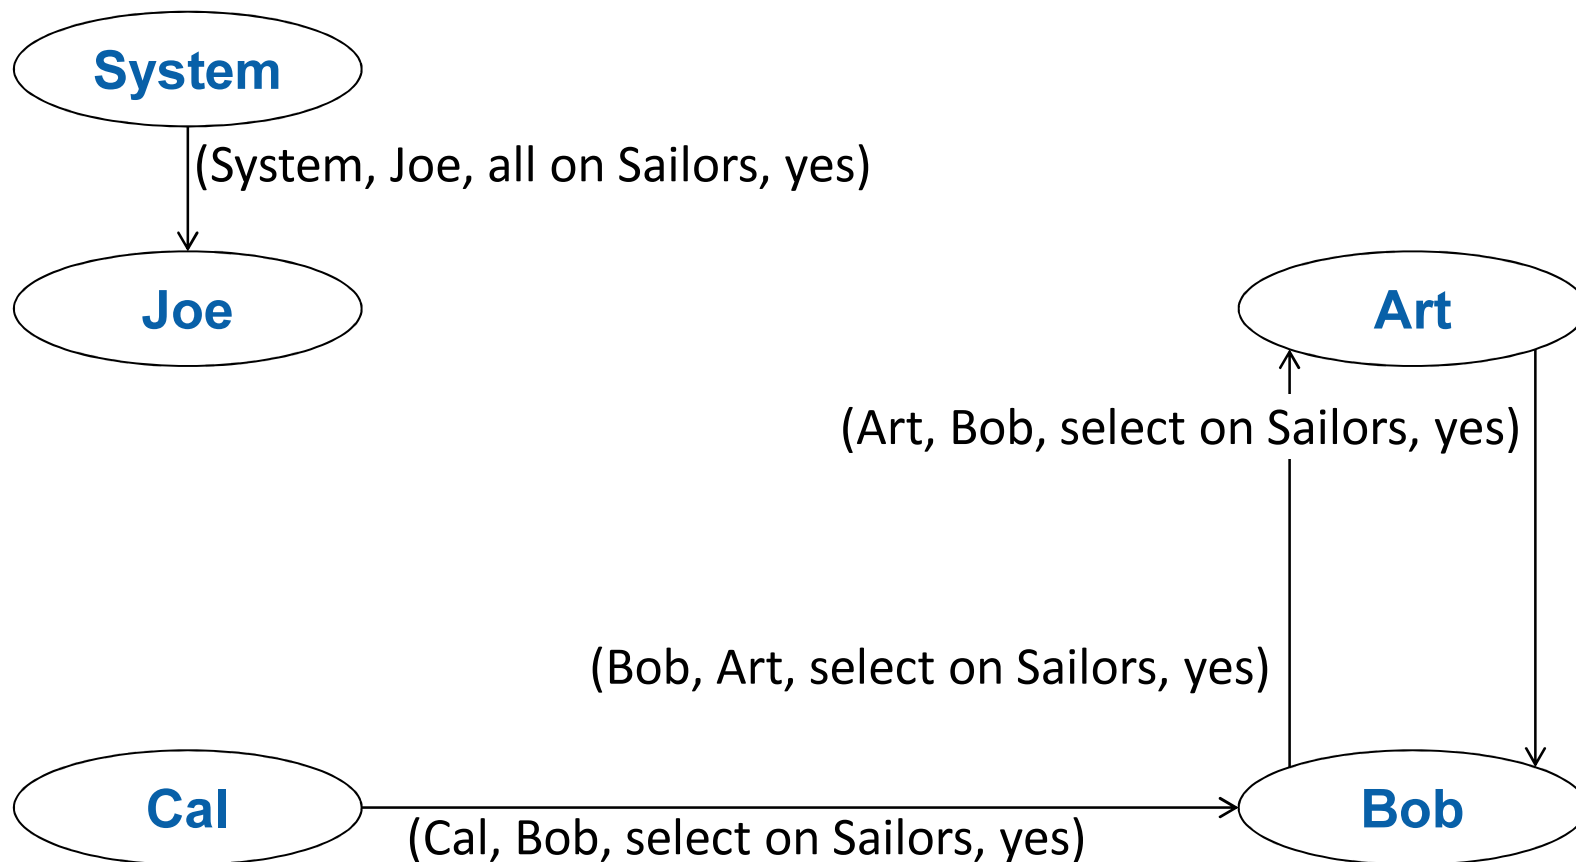 System
(System, Joe, all on Sailors, yes)
Joe
Art
(Art, Bob, select on Sailors, yes)
(Bob, Art, select on Sailors, yes)
Cal
Bob
(Cal, Bob, select on Sailors, yes)